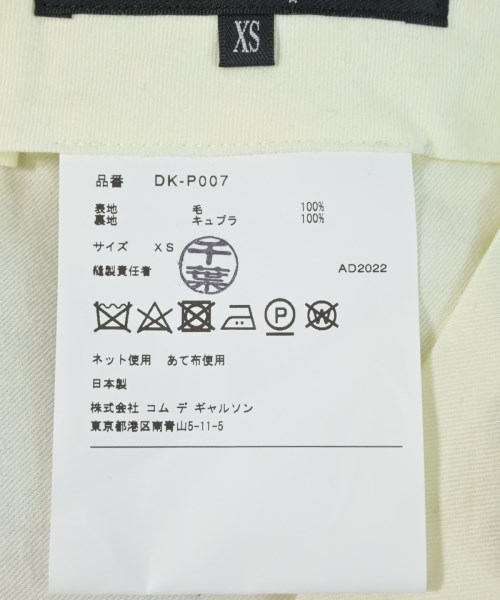 XS
品番 DK-P007
表地 毛 100%
裏地 キュプラ 100%
サイズ XS
千葉
縫製責任者 AD2022
P W
ネット使用 あて布使用
日本製
株式会社 コム デ ギャルソン
東京都港区南青山5-11-5